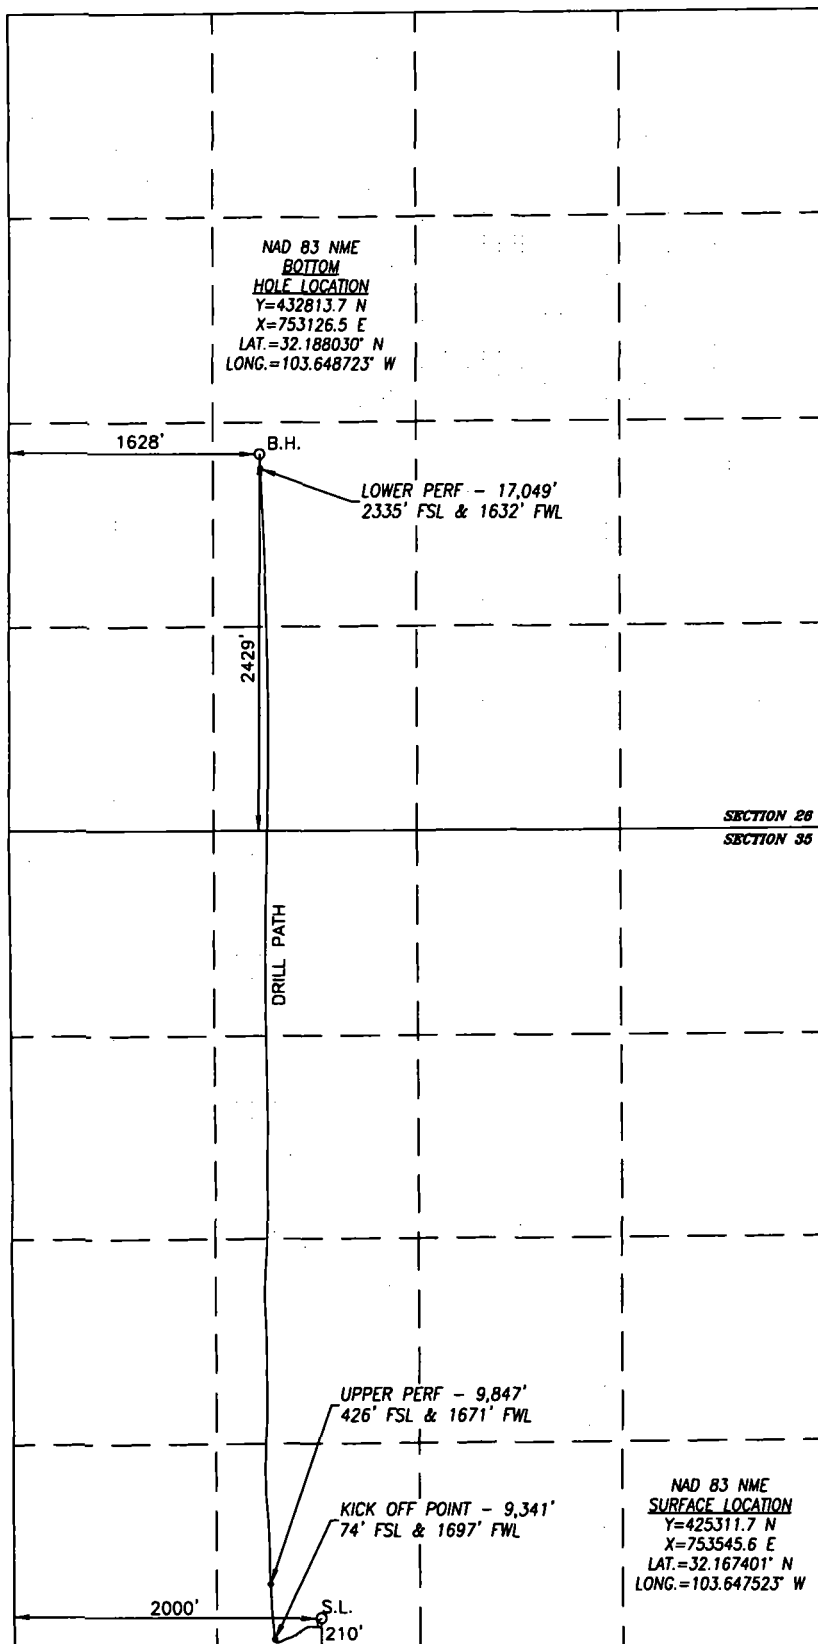 NAD 83 NME
BOTTOM
HOLE LOCATION
Y=432813.7 N
X=753126.5 E
LAT.=32.188030° N
LONG.=103.648723° W
1628'
B.H.
LOWER PERF - 17,049'
2335' FSL & 1632' FWL
2429'
SECTION 26
SECTION 35
DRILL PATH
UPPER PERF - 9,847'
426' FSL & 1671' FWL
KICK OFF POINT - 9,341'
74' FSL & 1697' FWL
NAD 83 NME
SURFACE LOCATION
Y=425311.7 N
X=753545.6 E
LAT.=32.167401° N
LONG.=103.647523° W
2000'
S.L.
210'